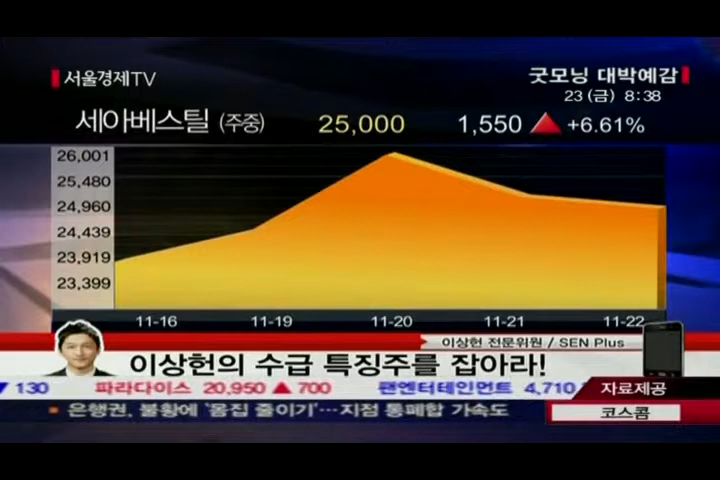 서울경제TV
굿모닝 대박예감
23 (금) 8:38
세아베스틸 (주중) 25,000 1,550 ▲ +6.61%
26,001
25,480
24,960
24,439
23,919
23,399
11-16 11-19 11-20 11-21 11-22
이상헌 전문위원 / SEN Plus
이상헌의 수급 특징주를 잡아라!
▼ 130 파라다이스 20,950 ▲ 700 팬엔터테인먼트 4,710
자료제공
은행권, 불황에 '몸집 줄이기'…지점 통폐합 가속도
코스콤